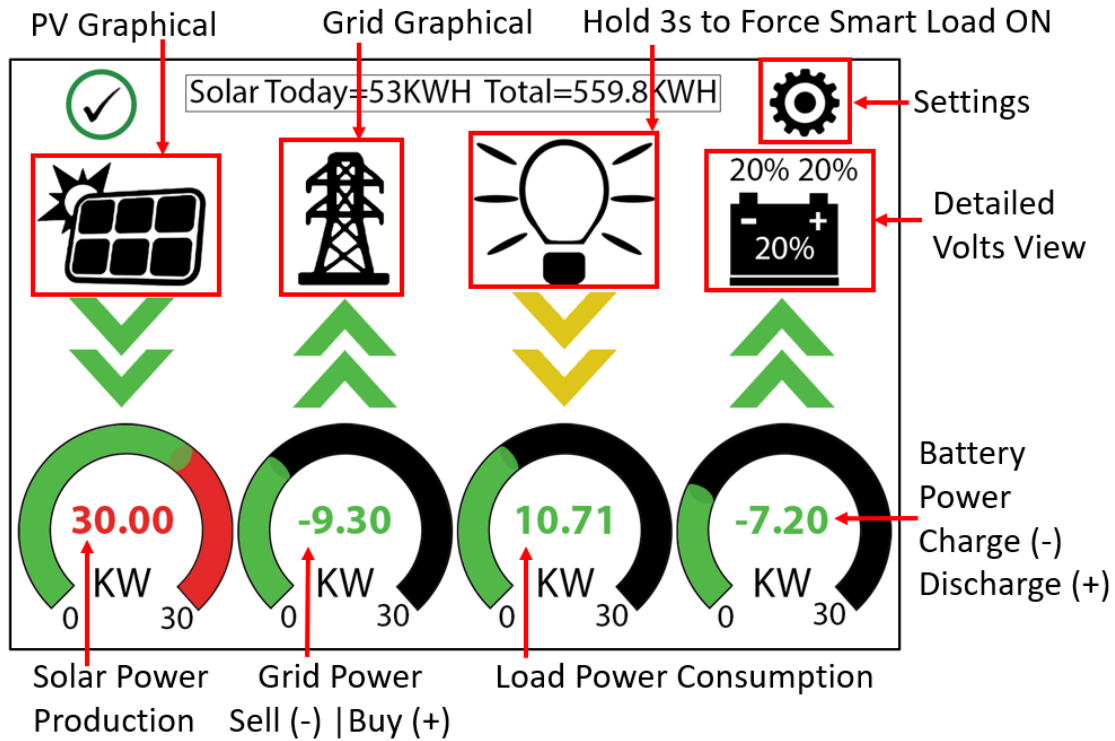 PV Graphical
Grid Graphical
Hold 3s to Force Smart Load ON
Solar Today=53KWH Total=559.8KWH
Settings
20% 20%
- +
20%
Detailed
Volts View
30.00
KW
0 30
-9.30
KW
0 30
10.71
KW
0 30
-7.20
KW
0 30
Battery
Power
Charge (-)
Discharge (+)
Solar Power
Production
Grid Power
Sell (-) |Buy (+)
Load Power Consumption